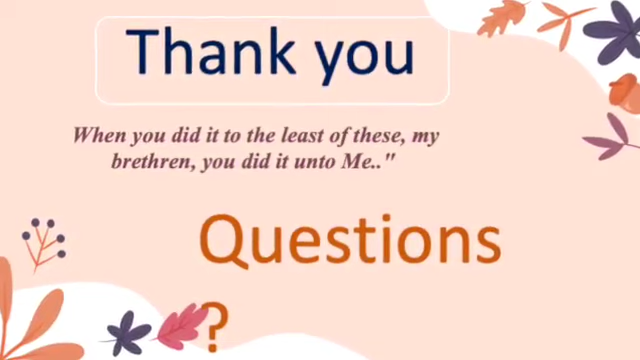 Thank you
When you did it to the least of these, my
brethren, you did it unto Me.."
Questions
?